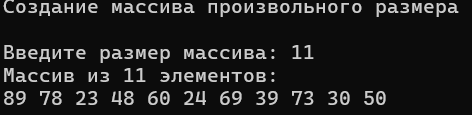 Создание массива произвольного размера
Введите размер массива: 11
Массив из 11 элементов:
89 78 23 48 60 24 69 39 73 30 50